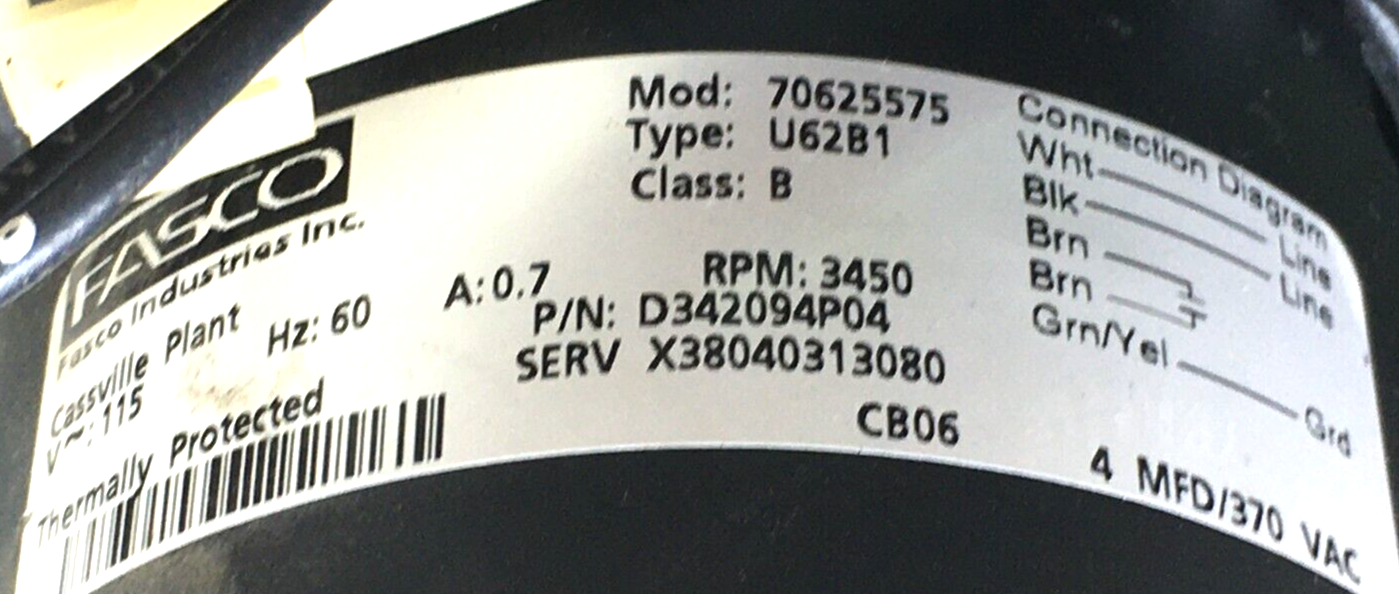 FASCO
Fasco Industries Inc.
Cassville Plant
V~: 115
Hz: 60
A: 0.7
Thermally Protected
Mod: 70625575
Type: U62B1
Class: B
RPM: 3450
P/N: D342094P04
SERV X38040313080
CB06
Connection Diagram
Wht Line
Blk Line
Brn
Brn
Grn/Yel Grd
4 MFD/370 VAC